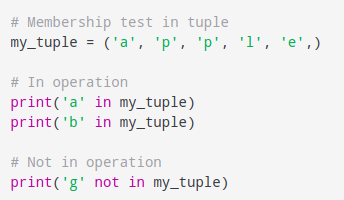 # Membership test in tuple
my_tuple = ('a', 'p', 'p', 'l', 'e',)
# In operation
print('a' in my_tuple)
print('b' in my_tuple)
# Not in operation
print('g' not in my_tuple)